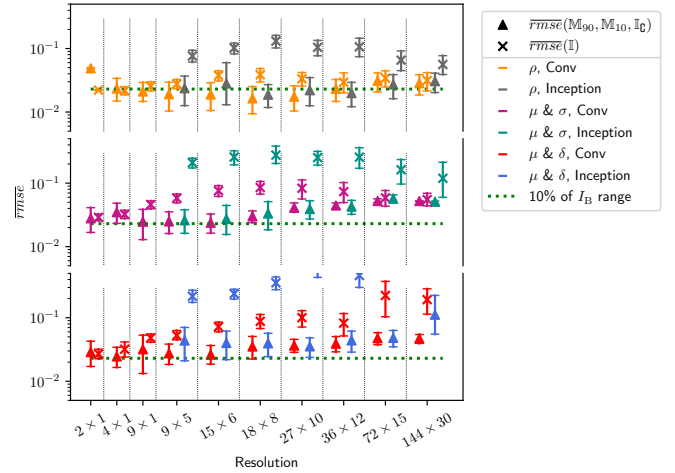 10⁻¹
10⁻²
10⁻¹
10⁻²
10⁻¹
10⁻²
rmse
2 × 1
4 × 1
9 × 1
9 × 5
15 × 6
18 × 8
27 × 10
36 × 12
72 × 15
144 × 30
Resolution
rmse(𝕄₉₀, 𝕄₁₀, 𝕀_C)
rmse(𝕀)
ρ, Conv
ρ, Inception
μ & σ, Conv
μ & σ, Inception
μ & δ, Conv
μ & δ, Inception
10% of I_B range